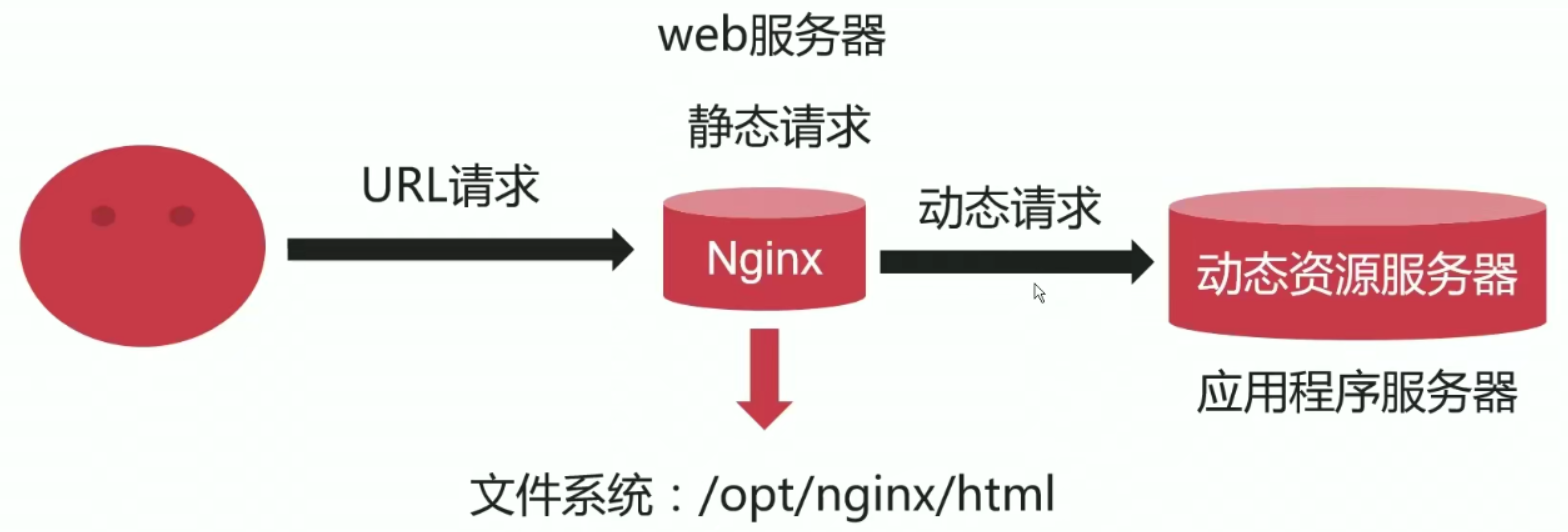 web服务器
静态请求
URL请求
Nginx
动态请求
动态资源服务器
应用程序服务器
文件系统：/opt/nginx/html